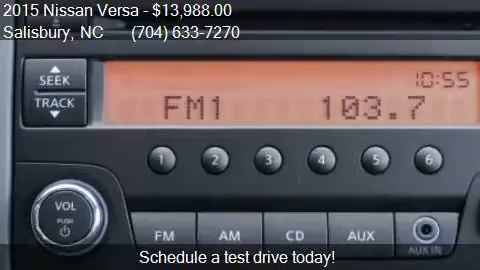 2015 Nissan Versa - $13,988.00
Salisbury, NC (704) 633-7270
SEEK
TRACK
10:55
FM1 103.7
1 2 3 4 5 6
VOL
PUSH
FM AM CD AUX
AUX IN
Schedule a test drive today!